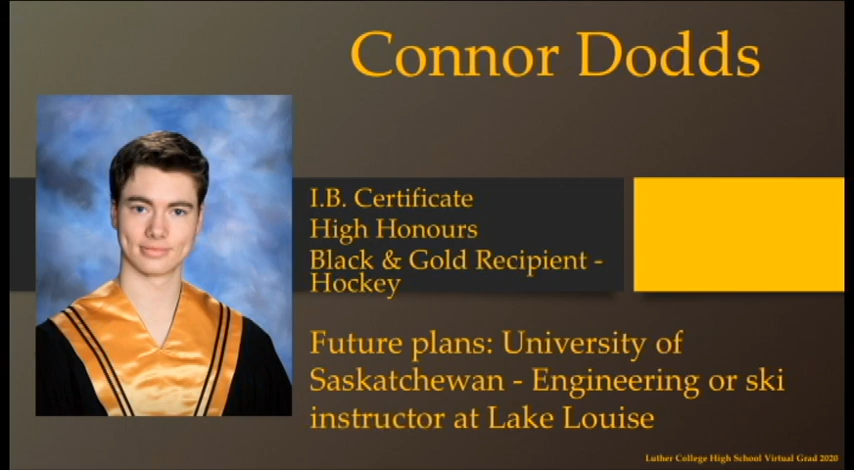 Connor Dodds
I.B. Certificate
High Honours
Black & Gold Recipient -
Hockey
Future plans: University of
Saskatchewan - Engineering or ski
instructor at Lake Louise
Luther College High School Virtual Grad 2020